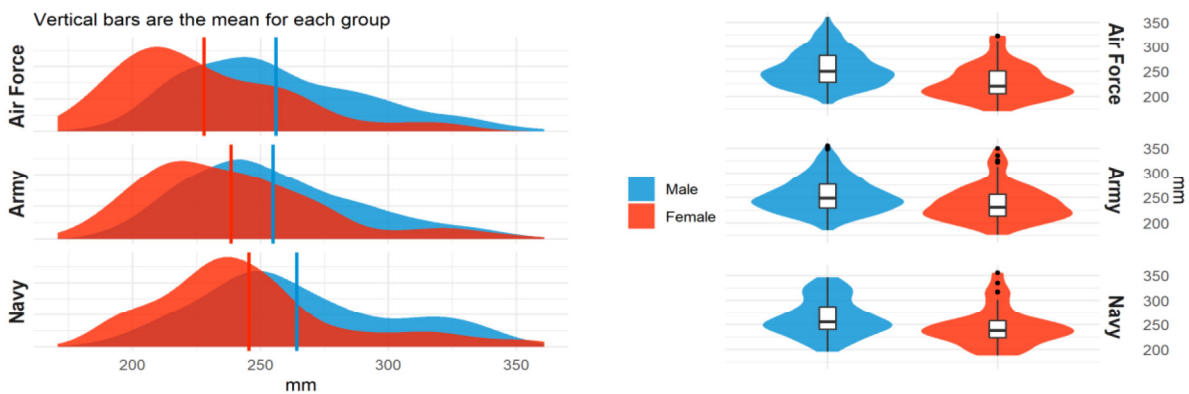 Vertical bars are the mean for each group
Air Force
Army
Navy
200 250 300 350
mm
Male
Female
Air Force
350
300
250
200
Army
350
300
250
200
mm
Navy
350
300
250
200